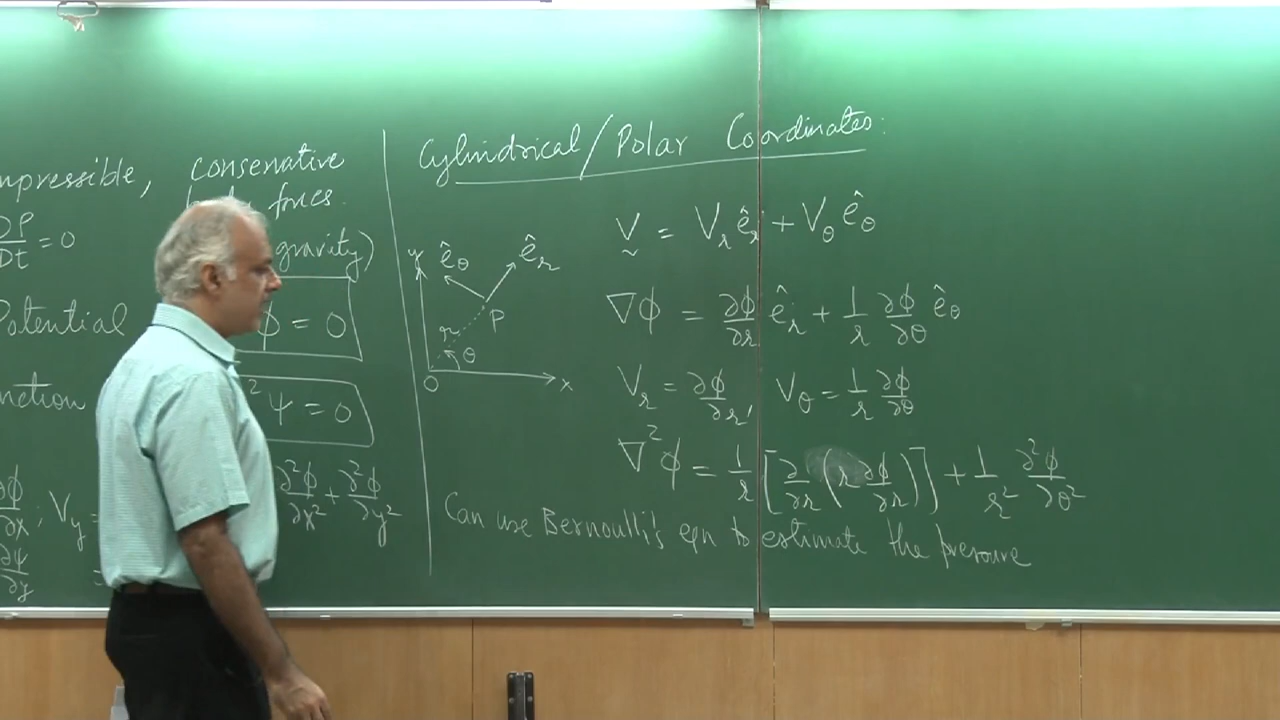 mpressible, conservative
forces.
DP/Dt = 0
gravity)
Potential ϕ = 0
nction ²ψ = 0
∂ϕ/∂x ; V_y = ∂²ϕ/∂x² + ∂²ϕ/∂y²
∂ψ/∂y =
Cylindrical/Polar Coordinates:
V = V_r ê_r + V_θ ê_θ
y ê_θ ê_r
P
r
θ
O x
∇ϕ = ∂ϕ/∂r ê_r + 1/r ∂ϕ/∂θ ê_θ
V_r = ∂ϕ/∂r, V_θ = 1/r ∂ϕ/∂θ
∇²ϕ = 1/r [∂/∂r (r ∂ϕ/∂r)] + 1/r² ∂²ϕ/∂θ²
Can use Bernoulli's eqn to estimate the pressure